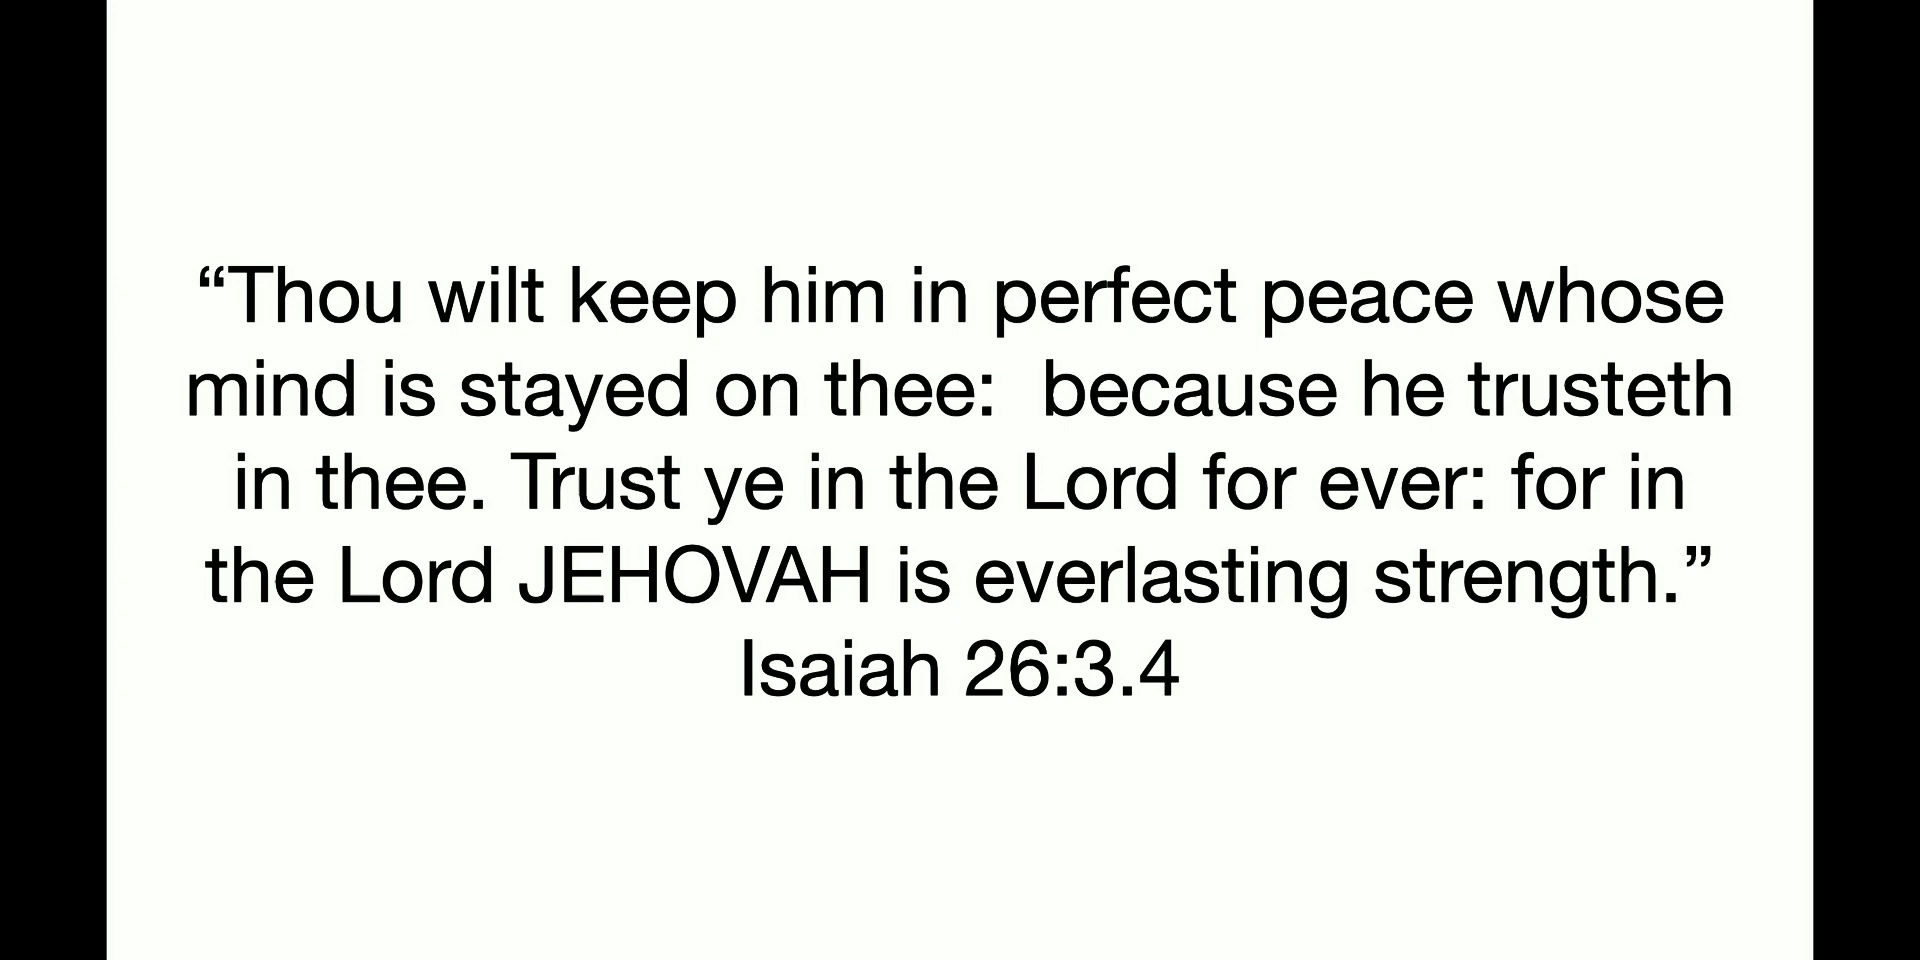 “Thou wilt keep him in perfect peace whose
mind is stayed on thee:  because he trusteth
in thee. Trust ye in the Lord for ever: for in
the Lord JEHOVAH is everlasting strength.”
Isaiah 26:3.4